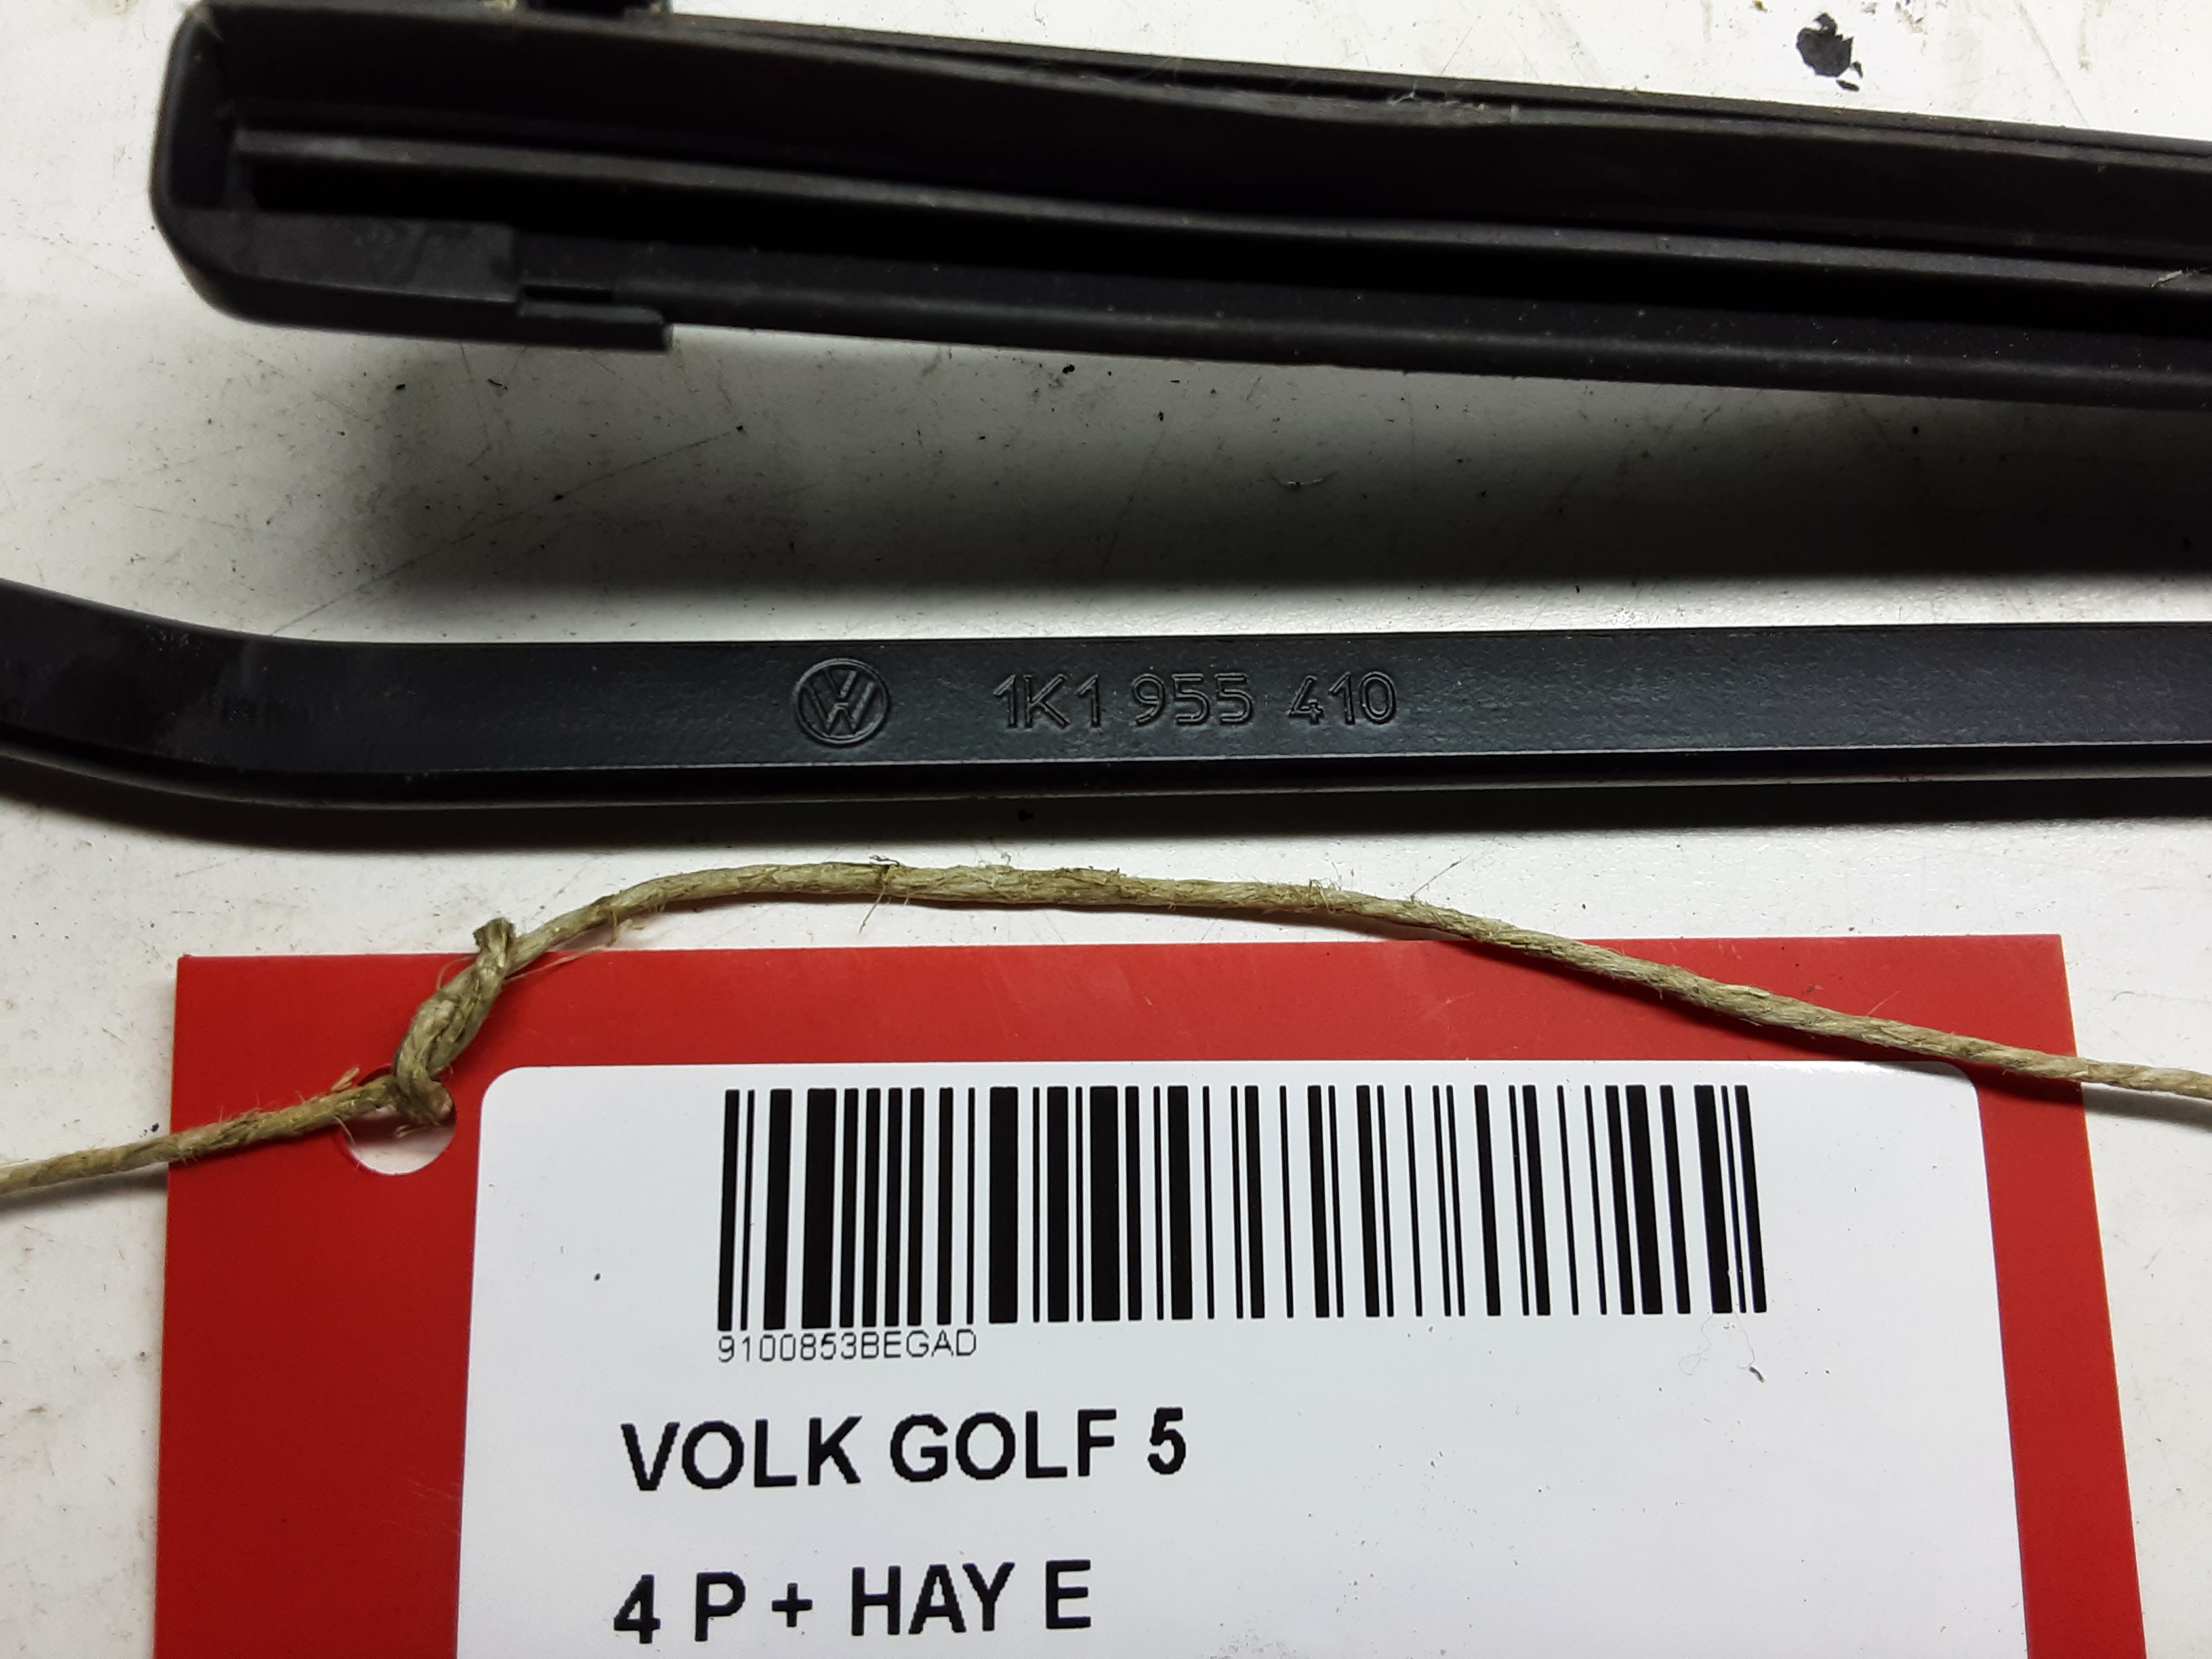 1K1 955 410
9100853BEGAD
VOLK GOLF 5
4 P + HAY E